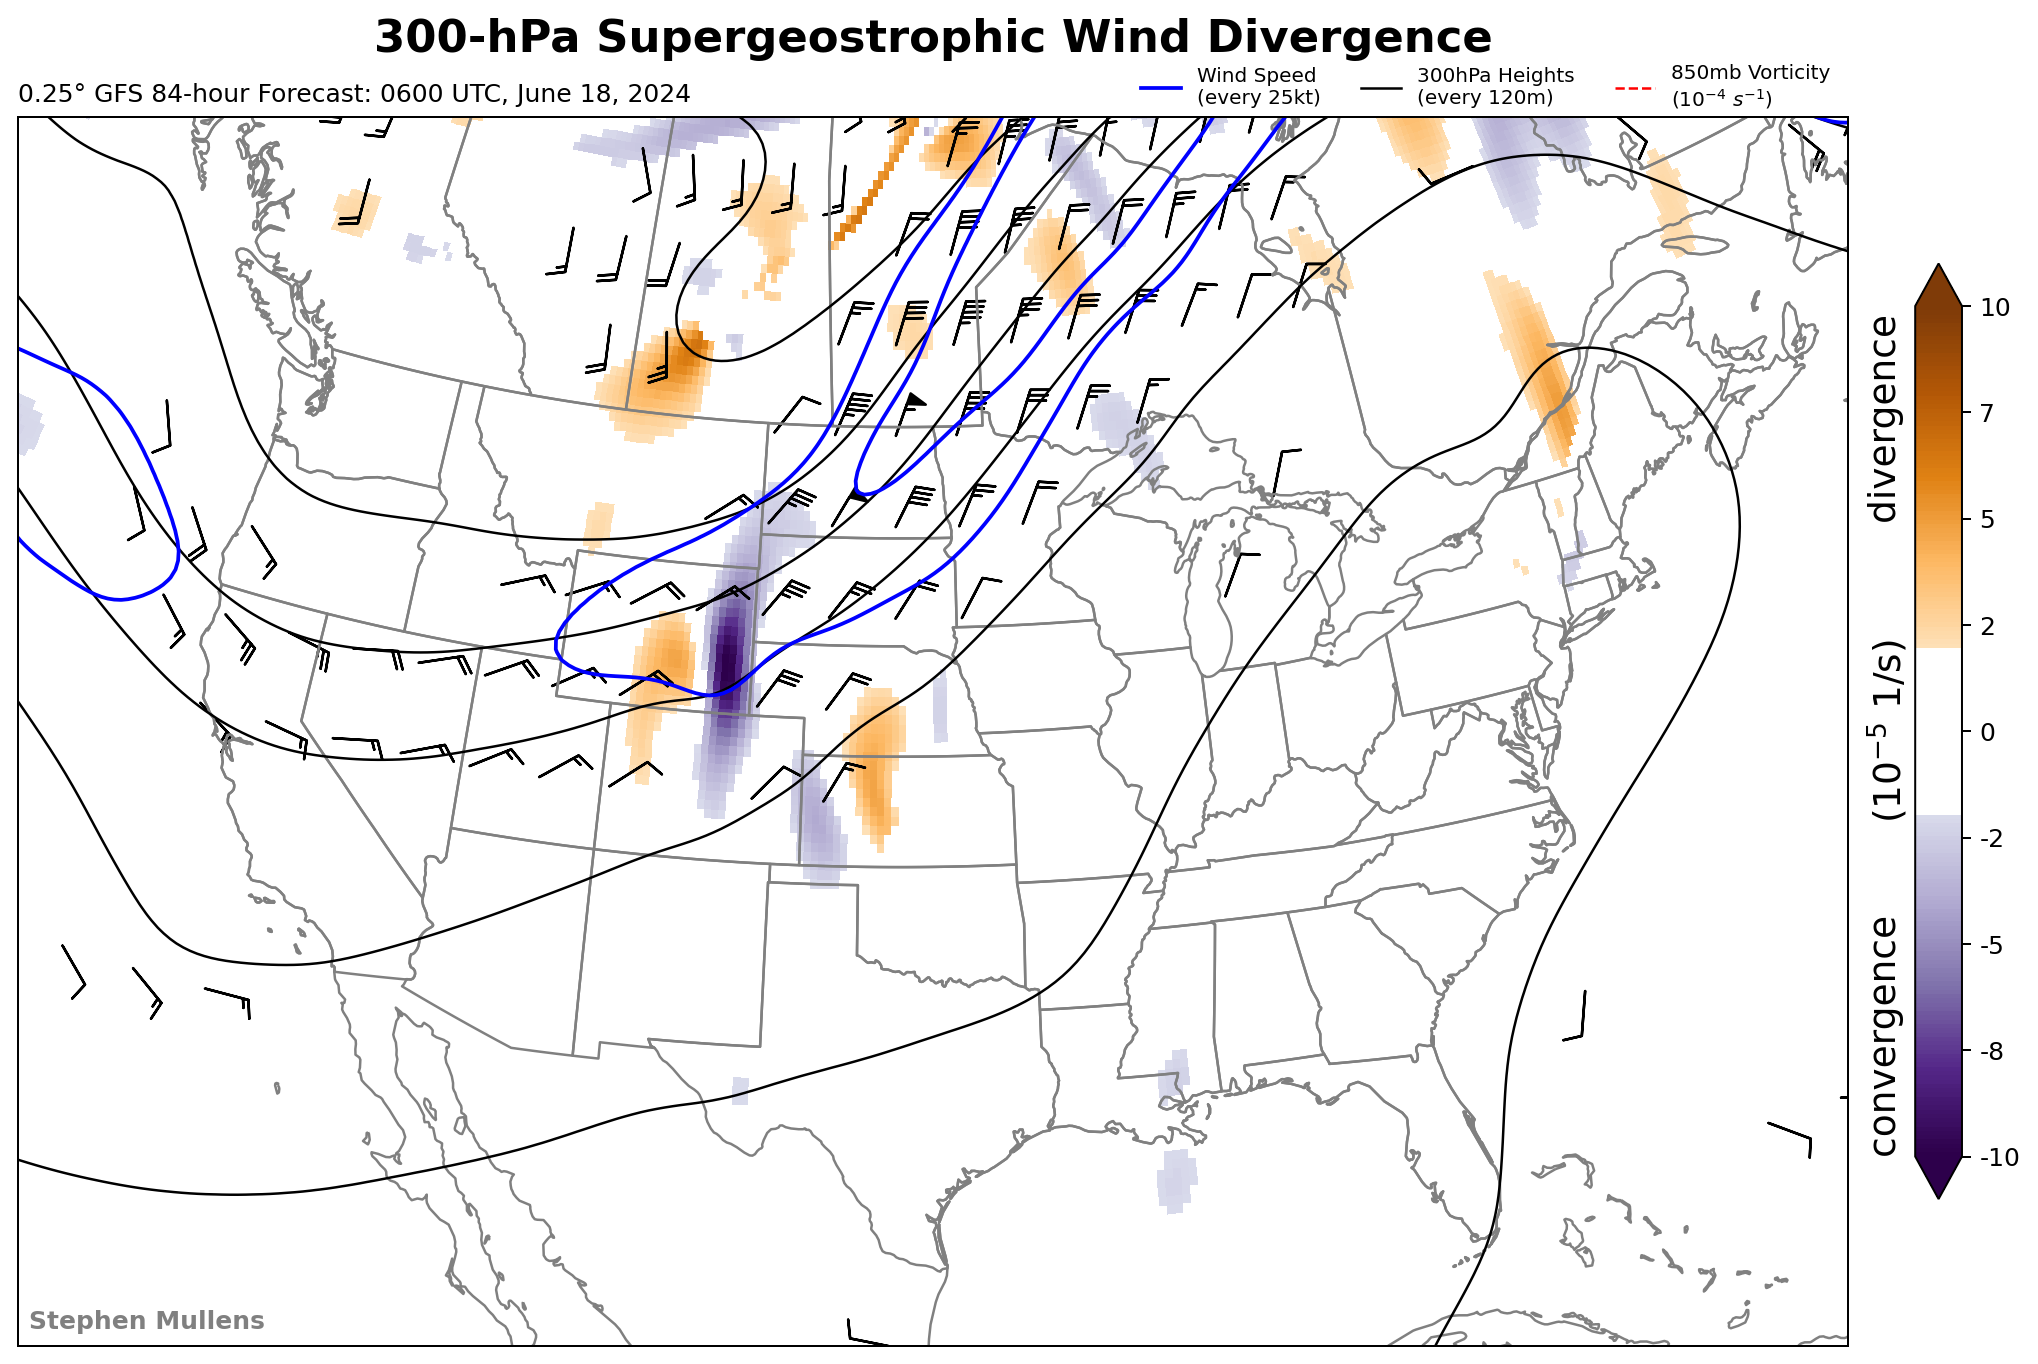 300-hPa Supergeostrophic Wind Divergence
0.25° GFS 84-hour Forecast: 0600 UTC, June 18, 2024
Wind Speed
(every 25kt)
300hPa Heights
(every 120m)
850mb Vorticity
(10⁻⁴ s⁻¹)
10
7
5
2
0
-2
-5
-8
-10
convergence (10⁻⁵ 1/s) divergence
Stephen Mullens